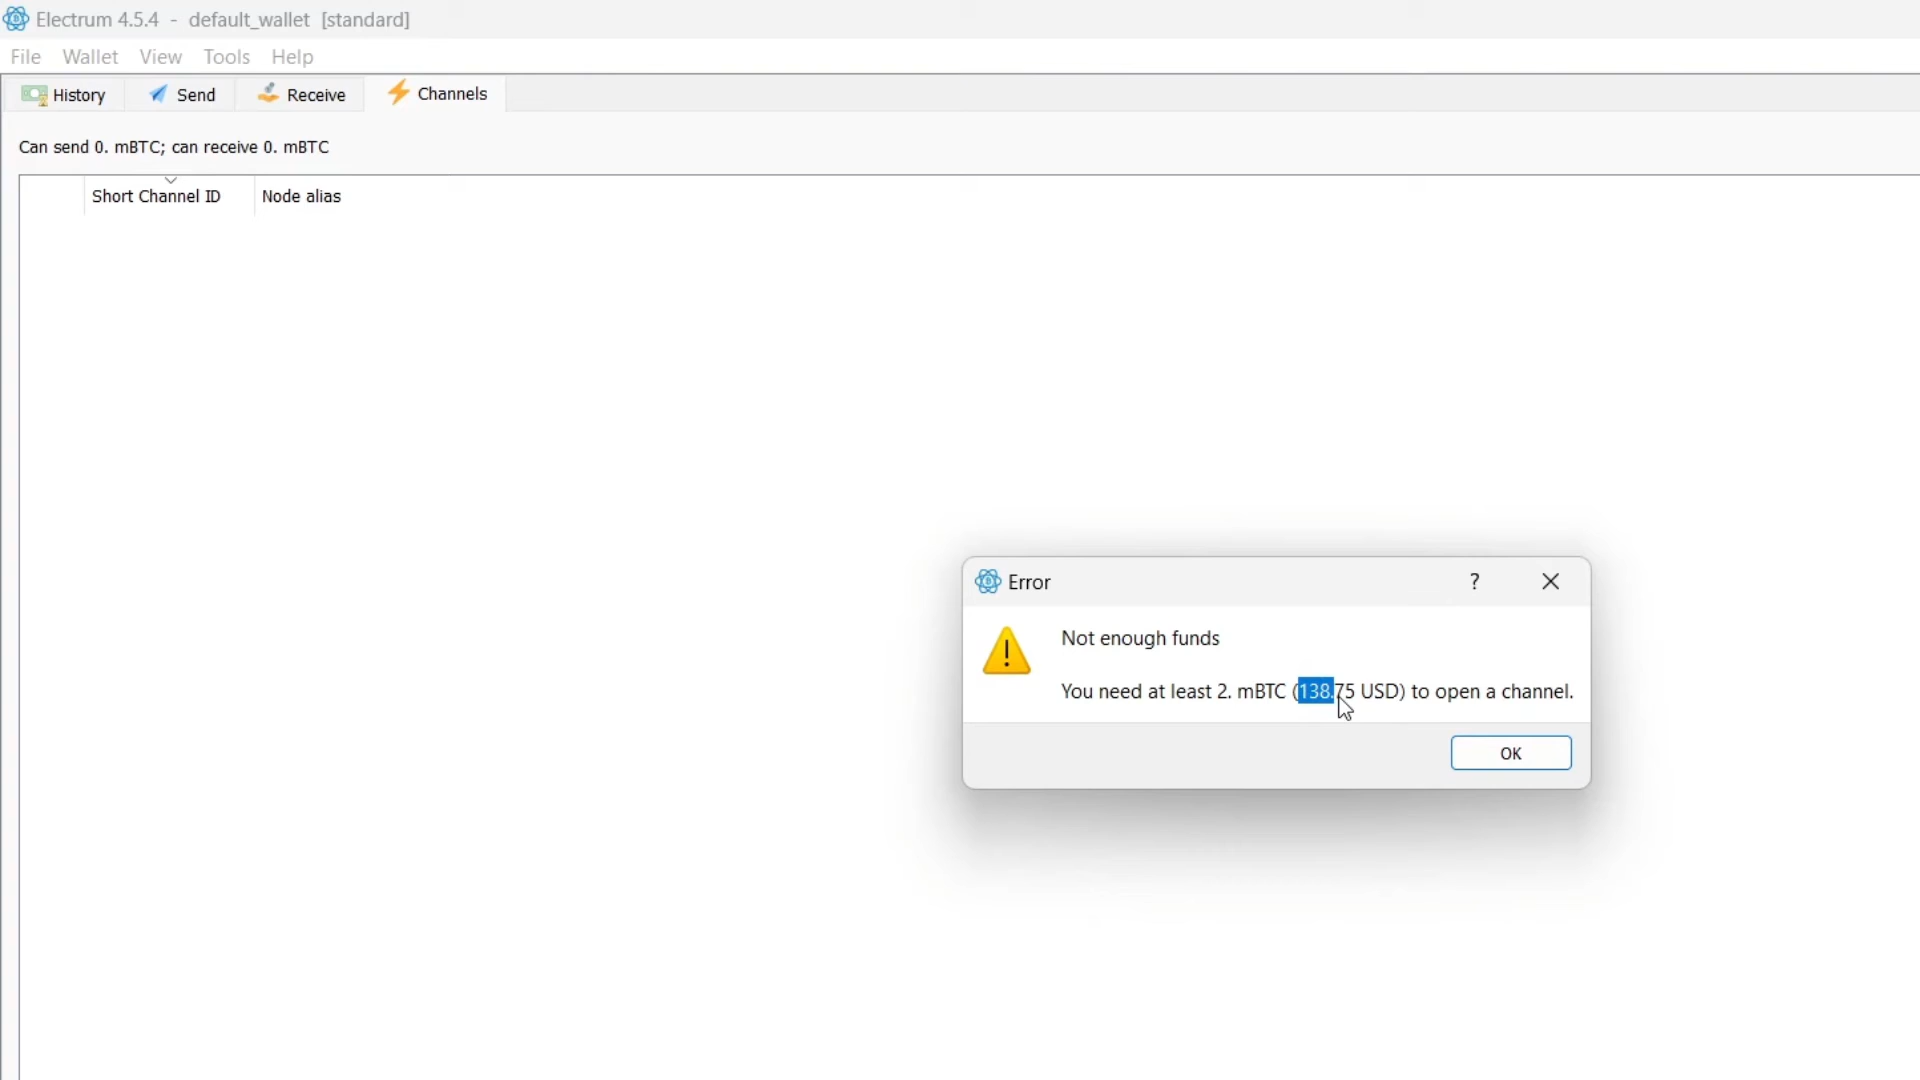 Electrum 4.5.4 - default_wallet [standard]
File Wallet View Tools Help
History Send Receive Channels
Can send 0. mBTC; can receive 0. mBTC
Short Channel ID Node alias
Error ?
Not enough funds
You need at least 2. mBTC (138.75 USD) to open a channel.
OK